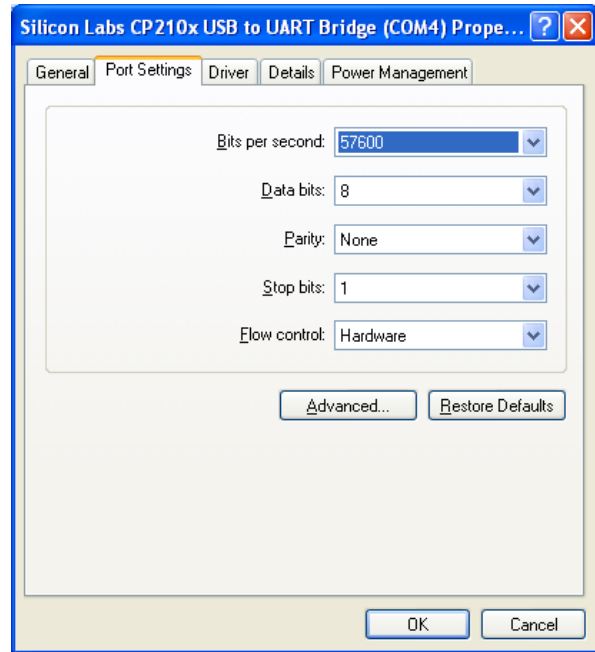 Silicon Labs CP210x USB to UART Bridge (COM4) Prope...
General Port Settings Driver Details Power Management
Bits per second: 57600
Data bits: 8
Parity: None
Stop bits: 1
Flow control: Hardware
Advanced... Restore Defaults
OK Cancel